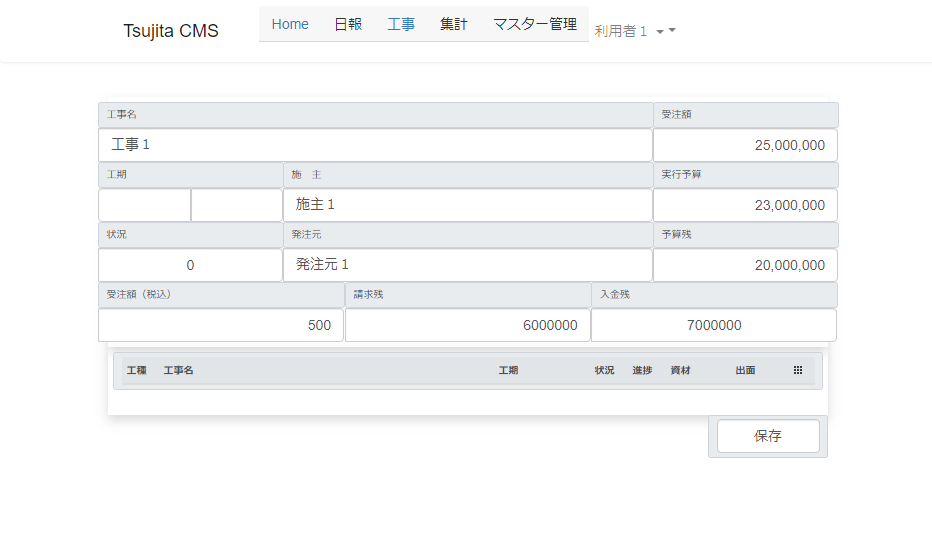 Tsujita CMS Home 日報 工事 集計 マスター管理 利用者１
工事名 受注額
工事１ 25,000,000
工期 施　主 実行予算
施主１ 23,000,000
状況 発注元 予算残
0 発注元１ 20,000,000
受注額（税込） 請求残 入金残
500 6000000 7000000
工種 工事名 工期 状況 進捗 資材 出面
保存